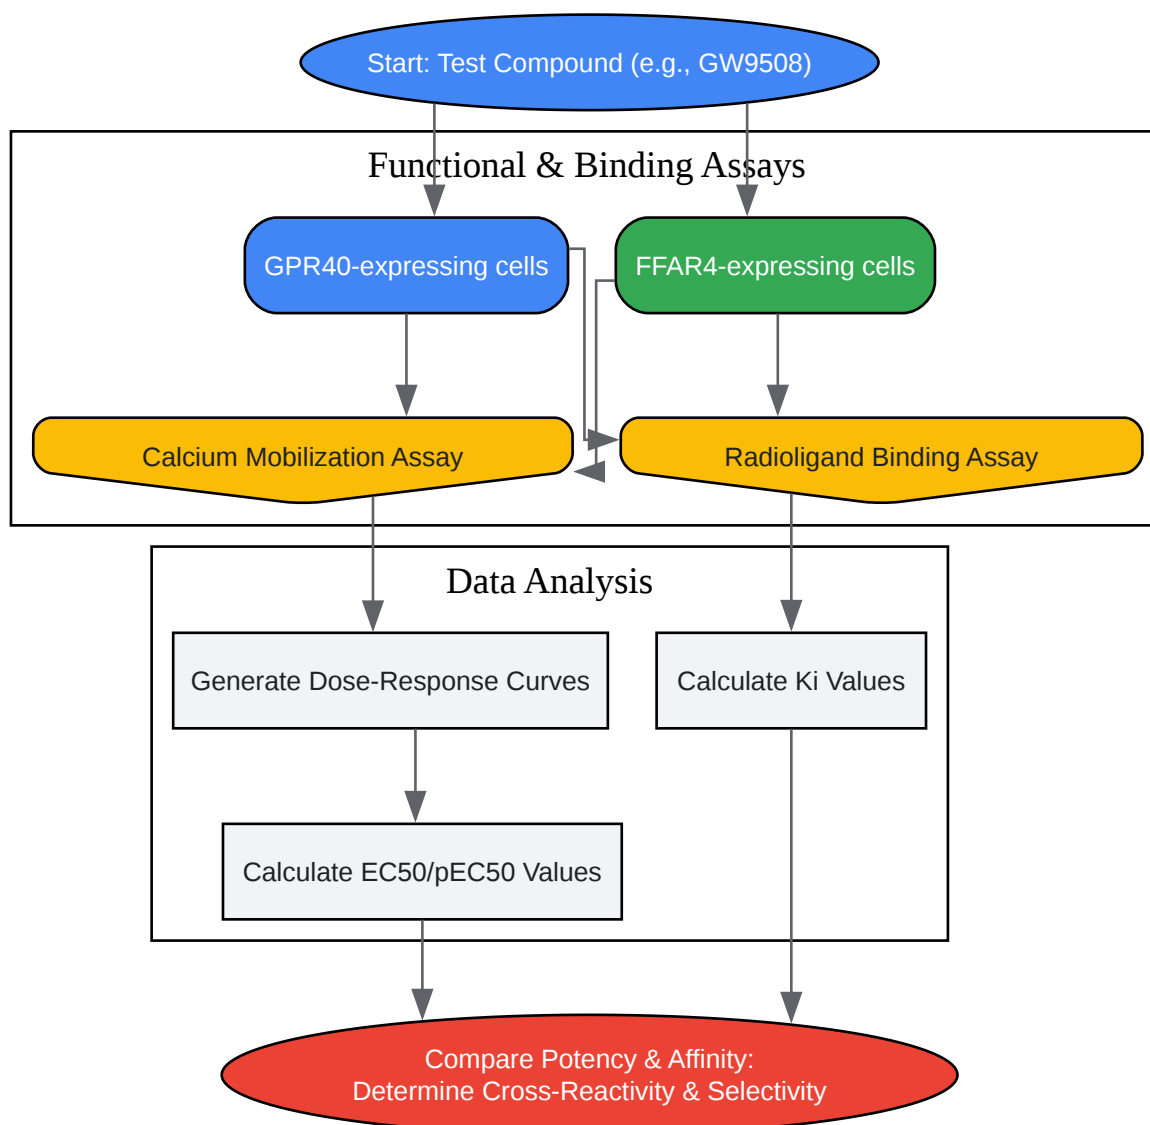 Start: Test Compound (e.g., GW9508)
Functional & Binding Assays
GPR40-expressing cells
FFAR4-expressing cells
Calcium Mobilization Assay
Radioligand Binding Assay
Data Analysis
Generate Dose-Response Curves
Calculate Ki Values
Calculate EC50/pEC50 Values
Compare Potency & Affinity:
Determine Cross-Reactivity & Selectivity